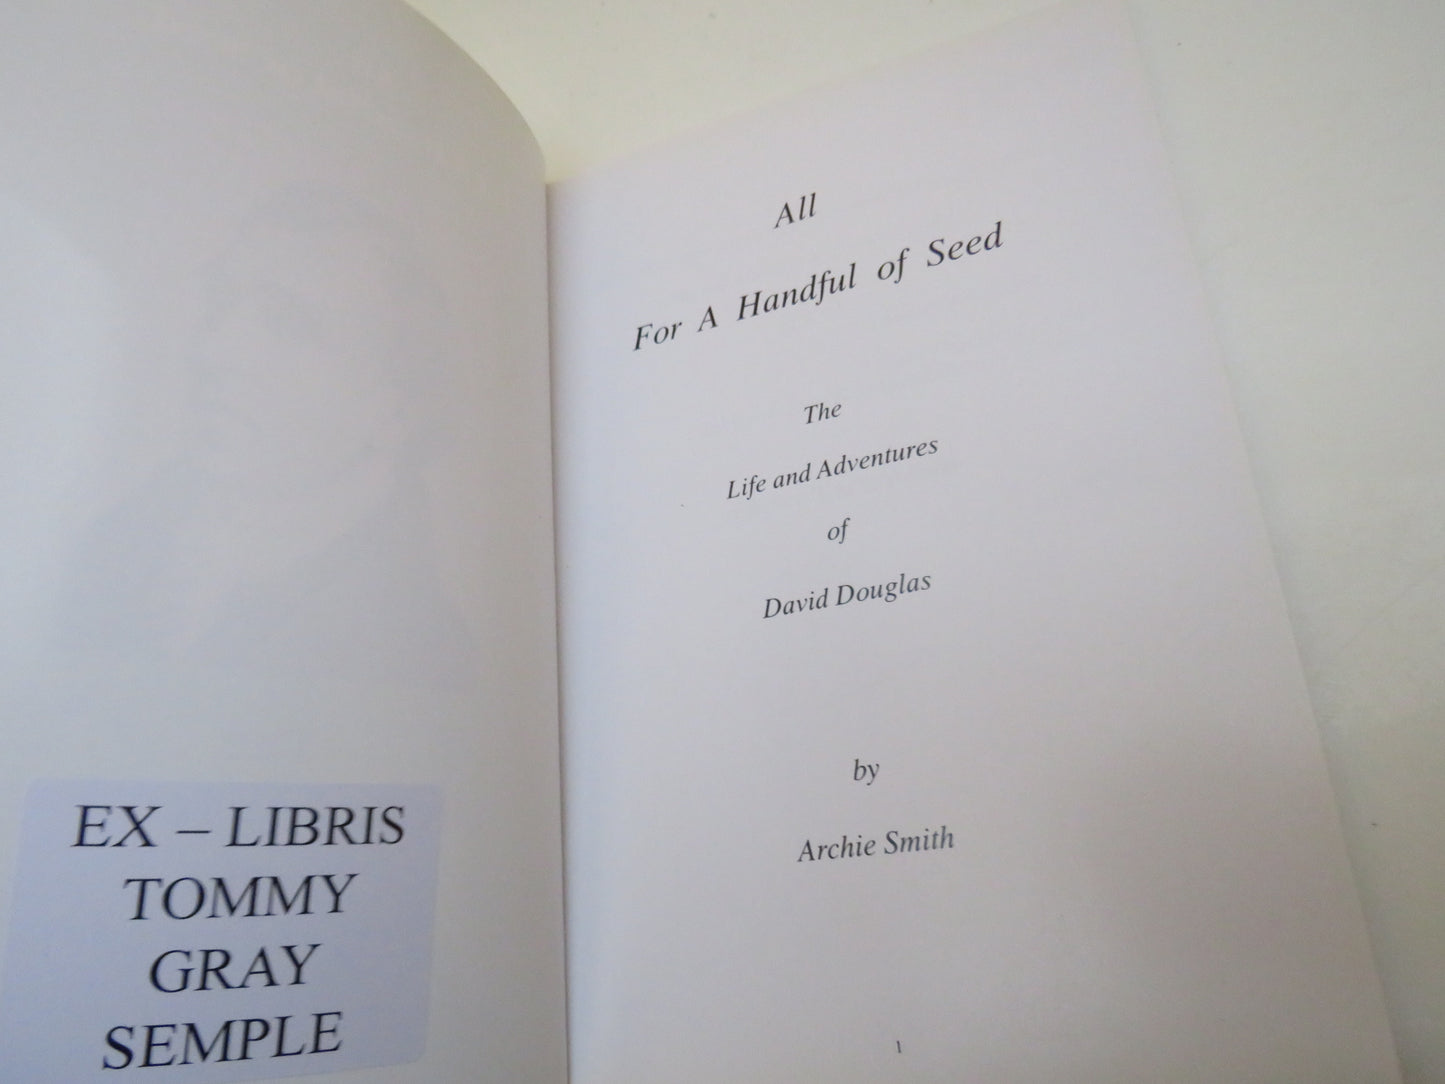 EX – LIBRIS
TOMMY
GRAY
SEMPLE
All
For A Handful of Seed
The
Life and Adventures
of
David Douglas
by
Archie Smith
1